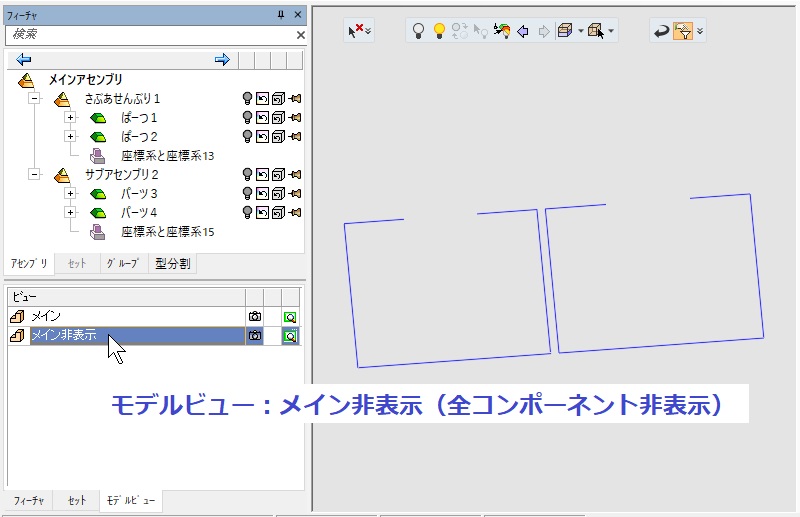 フィーチャ
検索
メインアセンブリ
さぶあせんぶり1
ぱーつ1
ぱーつ2
座標系と座標系13
サブアセンブリ2
パーツ3
パーツ4
座標系と座標系15
ｱｾﾝﾌﾞﾘ ｾｯﾄ ｸﾞﾙｰﾌﾟ 型分割
ビュー
メイン
メイン非表示
モデルビュー：メイン非表示（全コンポーネント非表示）
ﾌｨｰﾁｬ ｾｯﾄ ﾓﾃﾞﾙﾋﾞｭｰ